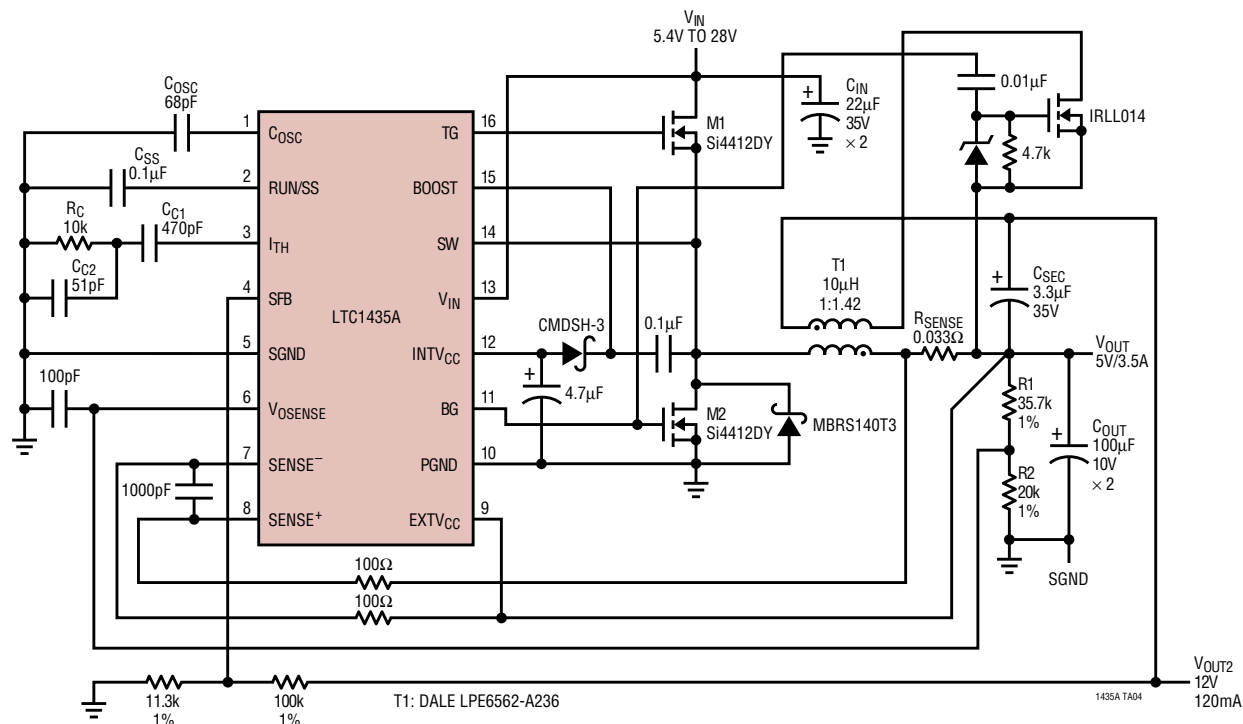 V_IN
5.4V TO 28V
C_OSC
68pF
C_SS
0.1µF
R_C
10k
C_C1
470pF
C_C2
51pF
100pF
1000pF
1
2
3
4
5
6
7
8
C_OSC
RUN/SS
I_TH
SFB
SGND
V_OSENSE
SENSE⁻
SENSE⁺
LTC1435A
TG
BOOST
SW
V_IN
INTV_CC
BG
PGND
EXTV_CC
16
15
14
13
12
11
10
9
CMDSH-3
0.1µF
+
4.7µF
M1
Si4412DY
M2
Si4412DY
MBRS140T3
+
C_IN
22µF
35V
× 2
0.01µF
4.7k
IRLL014
T1
10µH
1:1.42
R_SENSE
0.033Ω
+
C_SEC
3.3µF
35V
V_OUT
5V/3.5A
R1
35.7k
1%
R2
20k
1%
+
C_OUT
100µF
10V
× 2
SGND
100Ω
100Ω
11.3k
1%
100k
1%
T1: DALE LPE6562-A236
1435A TA04
V_OUT2
12V
120mA